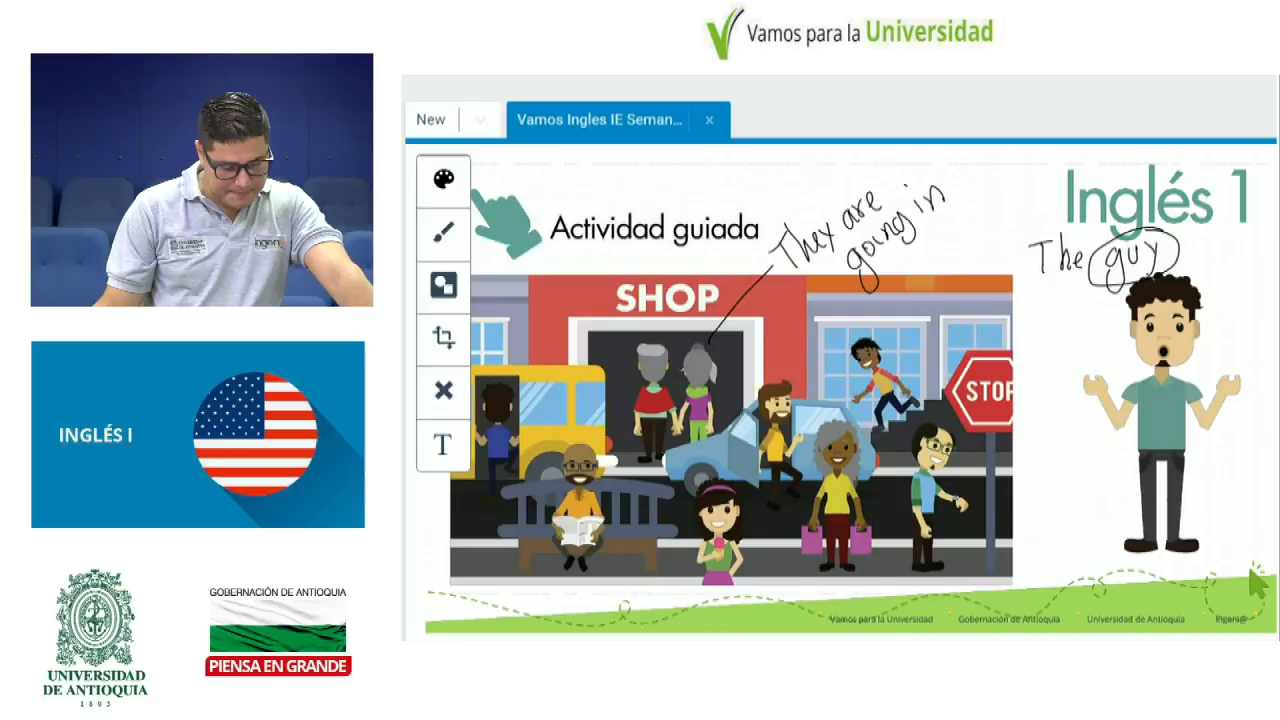 Vamos para la Universidad
New
Vamos Ingles IE Seman...
Actividad guiada
They are
going in
Inglés 1
The guy
SHOP
STOP
T
INGLÉS I
UNIVERSIDAD
DE ANTIOQUIA
1803
GOBERNACIÓN DE ANTIOQUIA
PIENSA EN GRANDE
Vamos para la Universidad
Gobernación de Antioquia
Universidad de Antioquia
Ingeni@